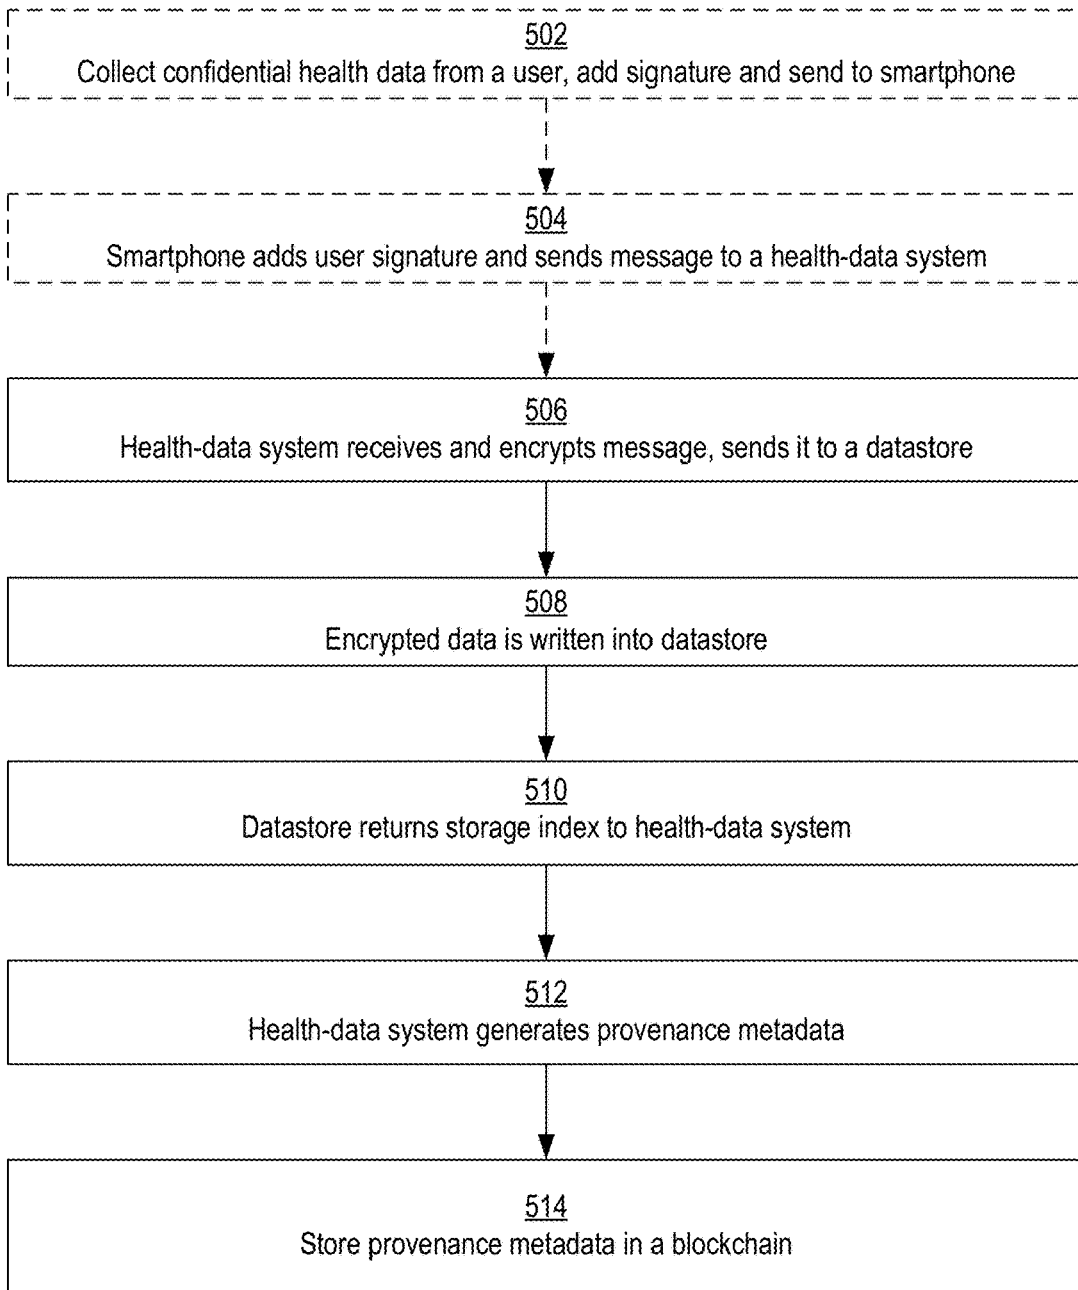 502
Collect confidential health data from a user, add signature and send to smartphone
504
Smartphone adds user signature and sends message to a health-data system
506
Health-data system receives and encrypts message, sends it to a datastore
508
Encrypted data is written into datastore
510
Datastore returns storage index to health-data system
512
Health-data system generates provenance metadata
514
Store provenance metadata in a blockchain